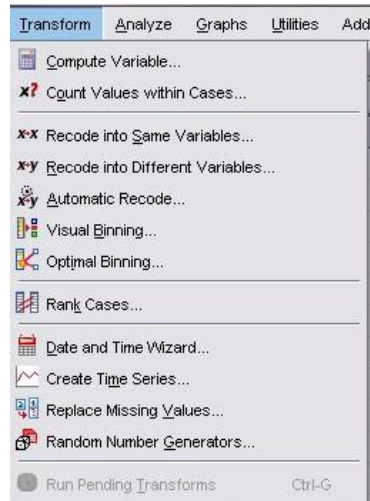 Transform Analyze Graphs Utilities Add
Compute Variable...
x? Count Values within Cases...
x•x Recode into Same Variables...
x•y Recode into Different Variables...
Automatic Recode...
Visual Binning...
Optimal Binning...
Rank Cases...
Date and Time Wizard...
Create Time Series...
Replace Missing Values...
Random Number Generators...
Run Pending Transforms Ctrl-G